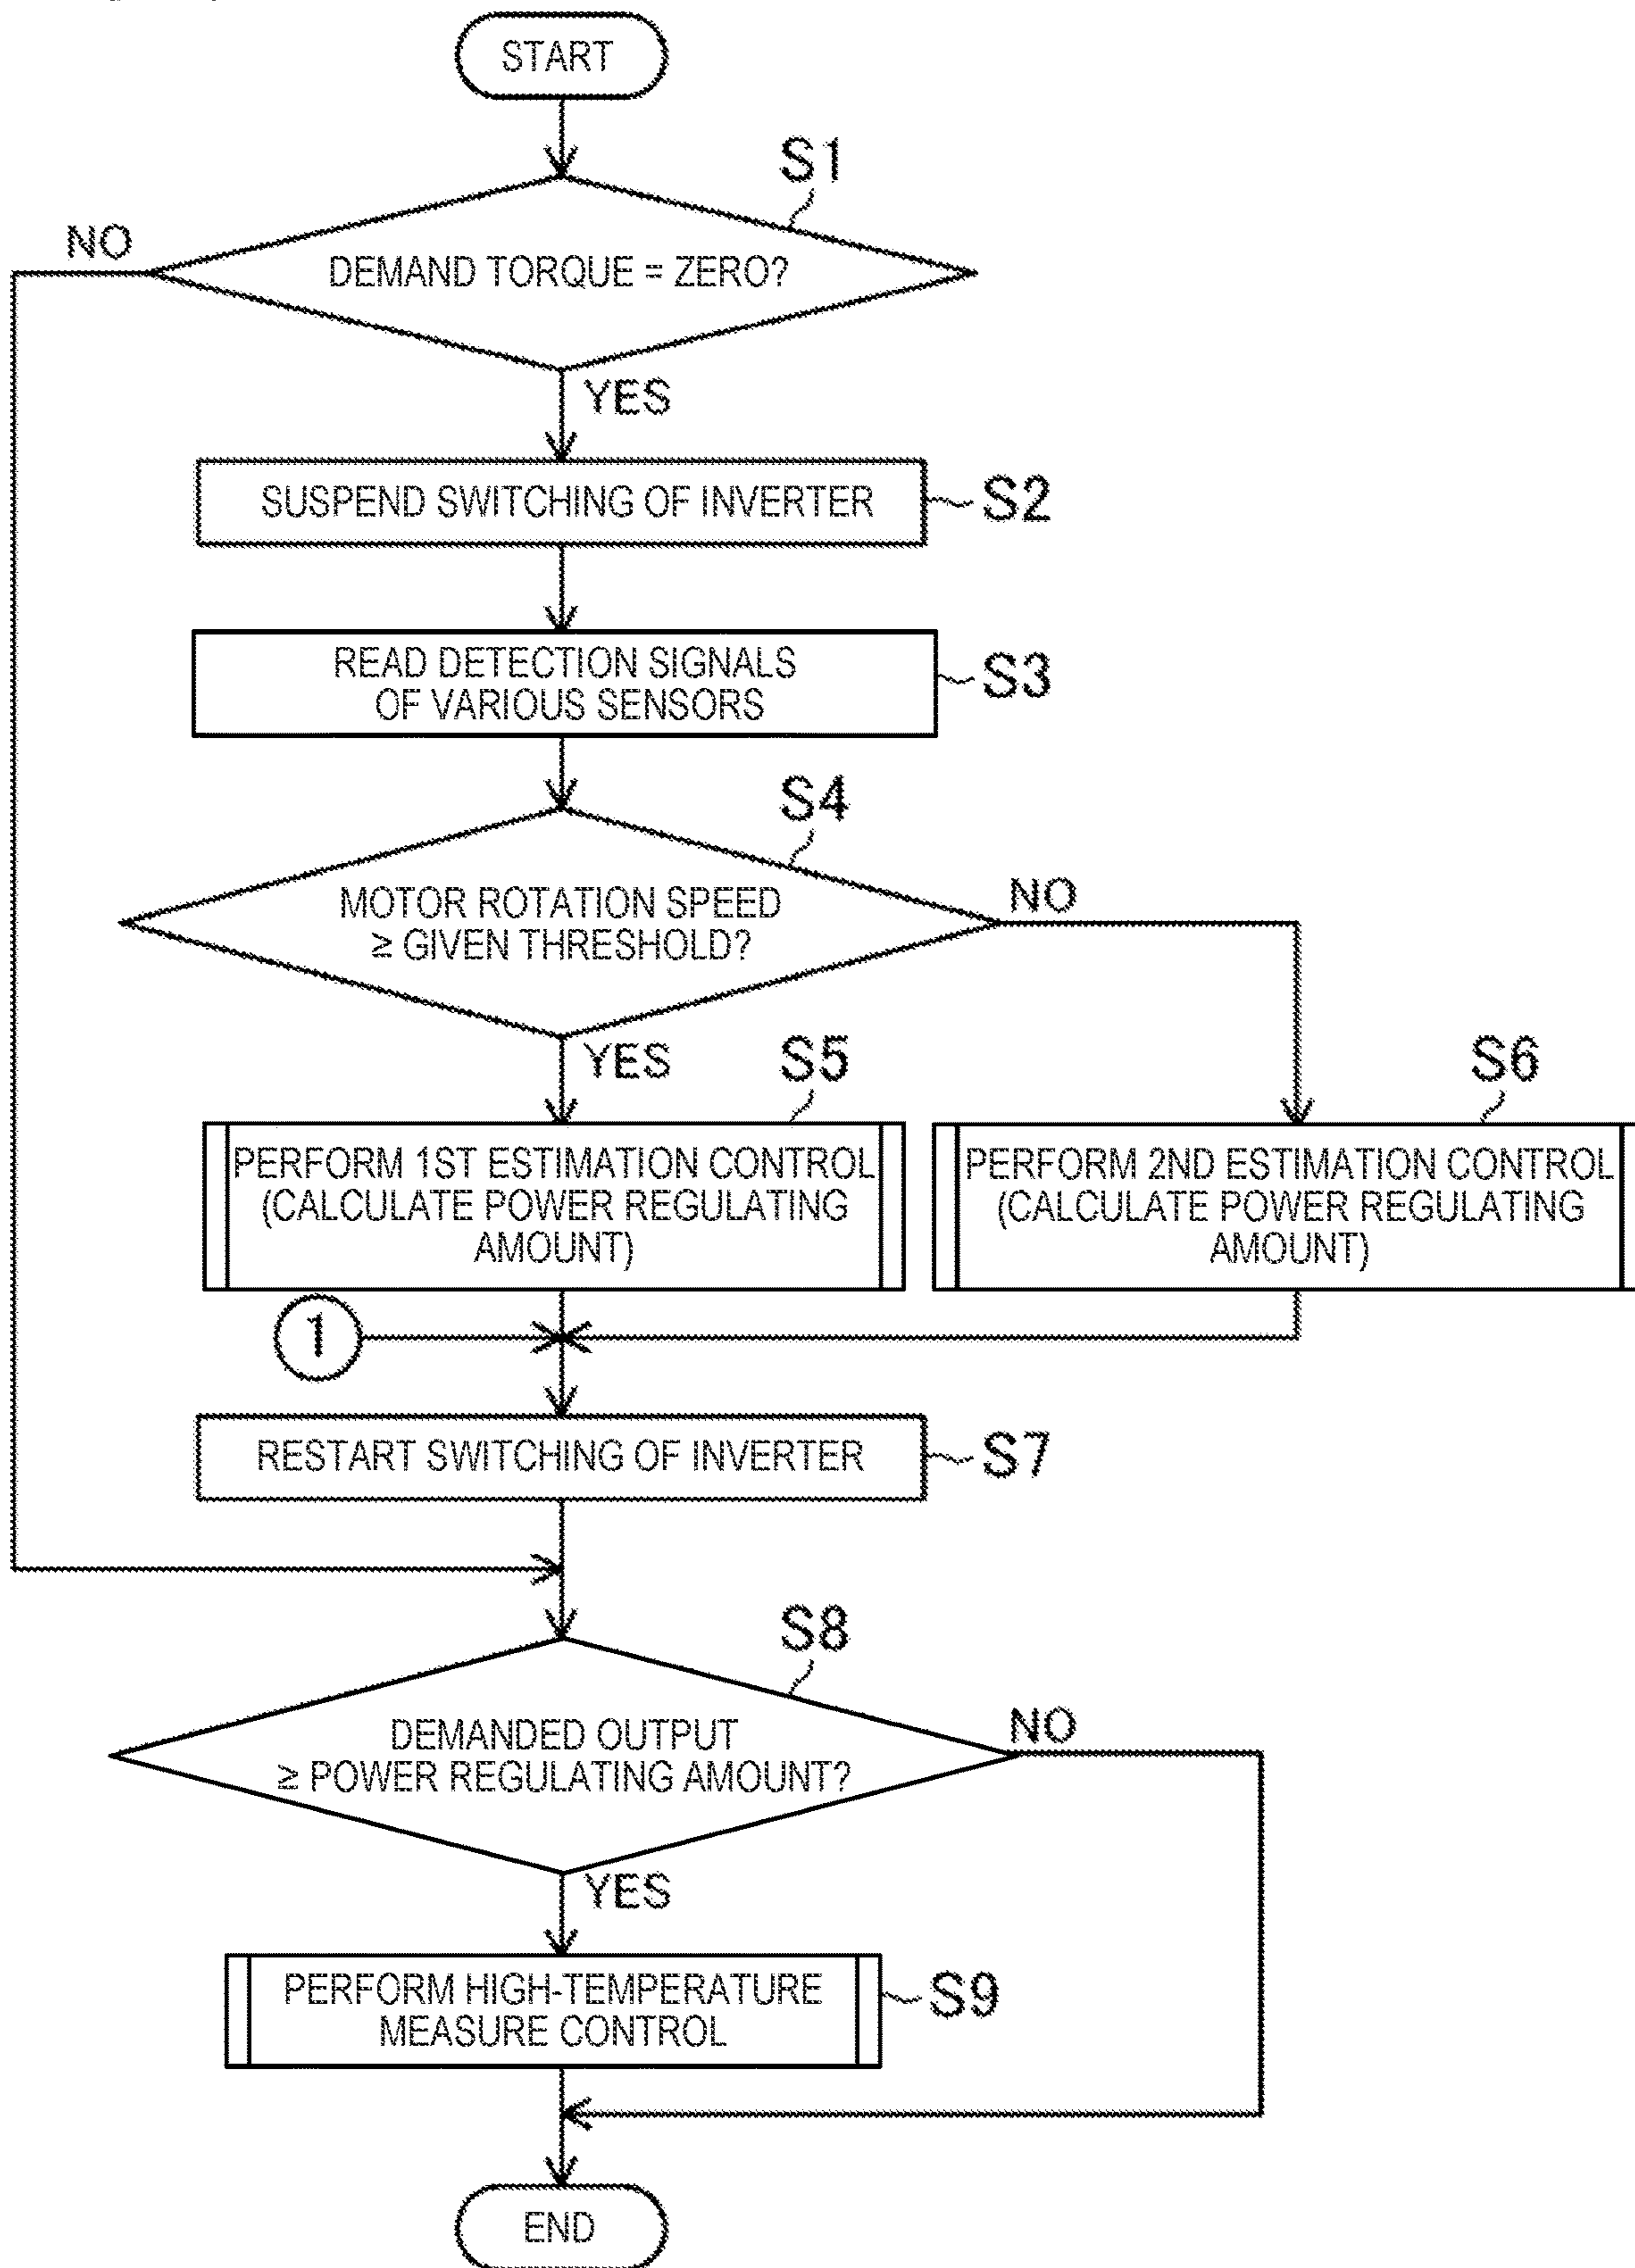 START
S1
NO
DEMAND TORQUE = ZERO?
YES
SUSPEND SWITCHING OF INVERTER
S2
READ DETECTION SIGNALS
OF VARIOUS SENSORS
S3
S4
MOTOR ROTATION SPEED
≥ GIVEN THRESHOLD?
NO
YES
S5
S6
PERFORM 1ST ESTIMATION CONTROL
(CALCULATE POWER REGULATING
AMOUNT)
PERFORM 2ND ESTIMATION CONTROL
(CALCULATE POWER REGULATING
AMOUNT)
1
RESTART SWITCHING OF INVERTER
S7
S8
DEMANDED OUTPUT
≥ POWER REGULATING AMOUNT?
NO
YES
PERFORM HIGH-TEMPERATURE
MEASURE CONTROL
S9
END